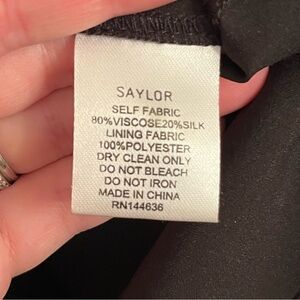 SAYLOR
SELF FABRIC
80%VISCOSE20%SILK
LINING FABRIC
100%POLYESTER
DRY CLEAN ONLY
DO NOT BLEACH
DO NOT IRON
MADE IN CHINA
RN144636